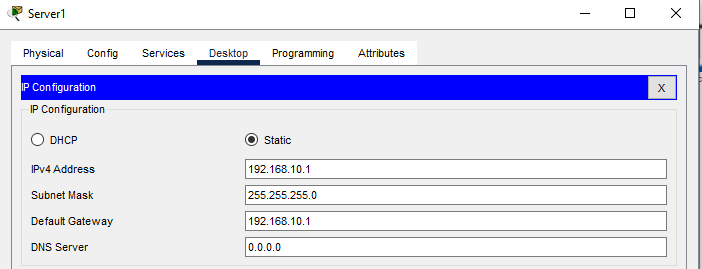 Server1
Physical Config Services Desktop Programming Attributes
IP Configuration X
IP Configuration
DHCP Static
IPv4 Address 192.168.10.1
Subnet Mask 255.255.255.0
Default Gateway 192.168.10.1
DNS Server 0.0.0.0